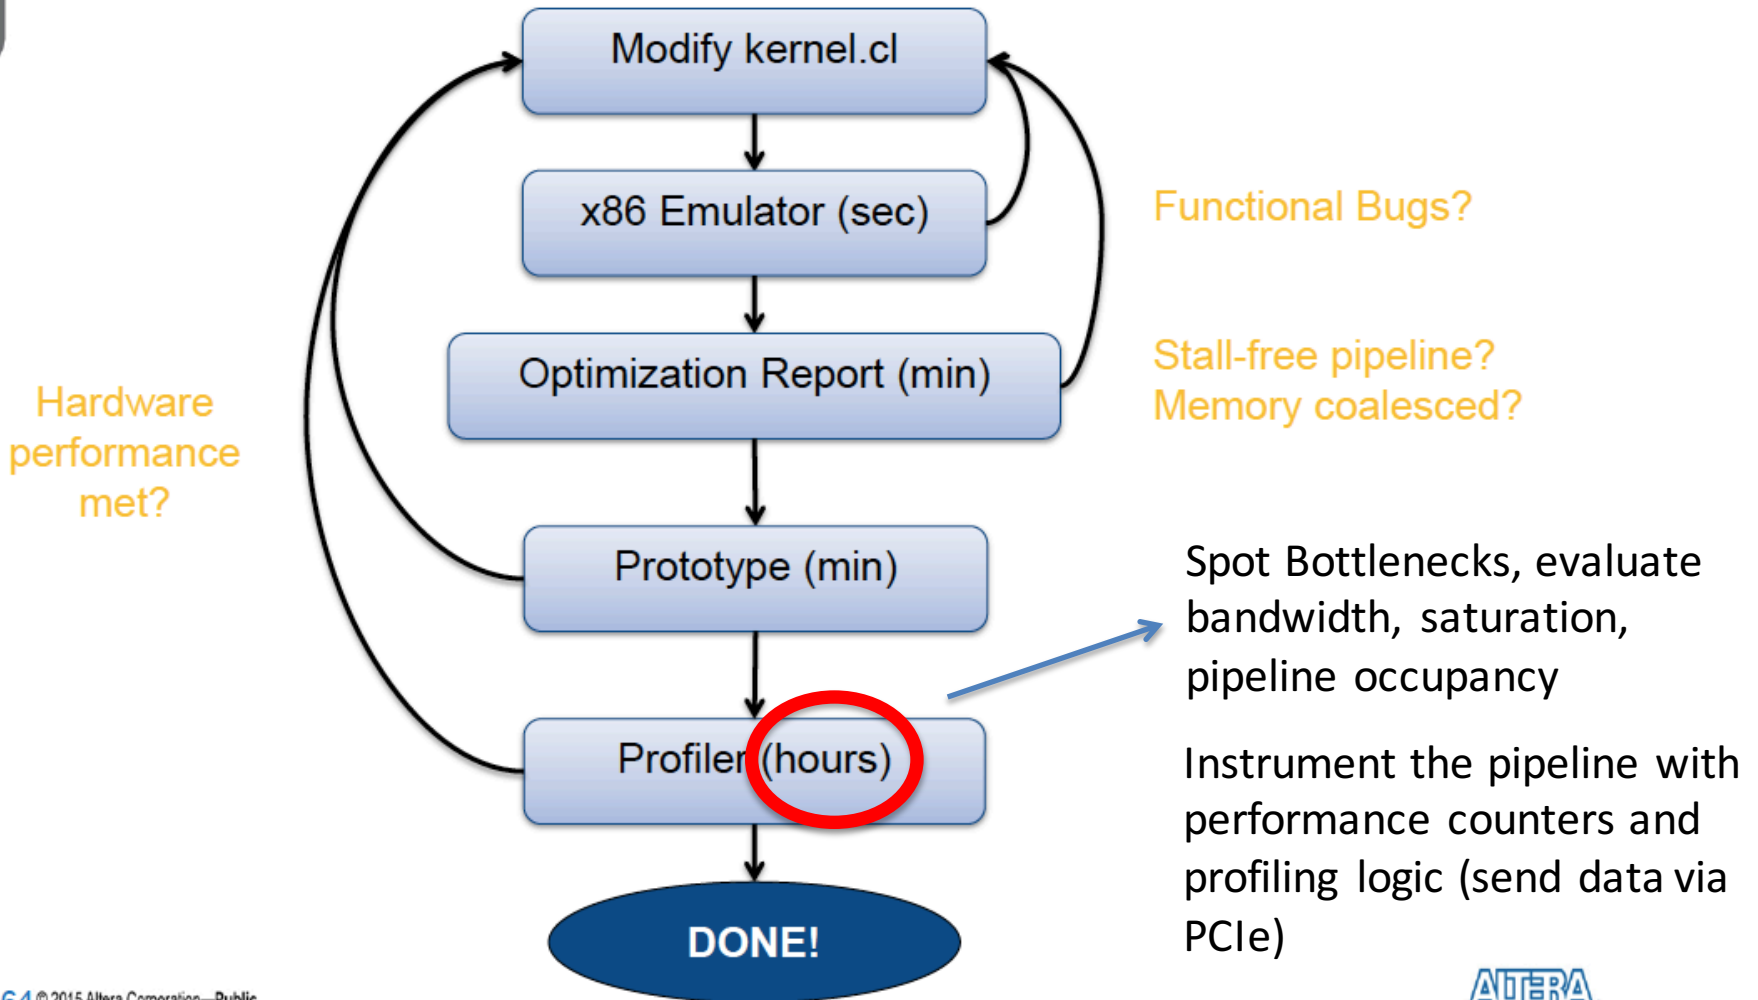 Modify kernel.cl
x86 Emulator (sec)
Functional Bugs?
Optimization Report (min)
Stall-free pipeline?
Memory coalesced?
Hardware
performance
met?
Prototype (min)
Spot Bottlenecks, evaluate
bandwidth, saturation,
pipeline occupancy
Profiler (hours)
Instrument the pipeline with
performance counters and
profiling logic (send data via
PCIe)
DONE!
64 © 2015 Altera Corporation—Public
ALTERA